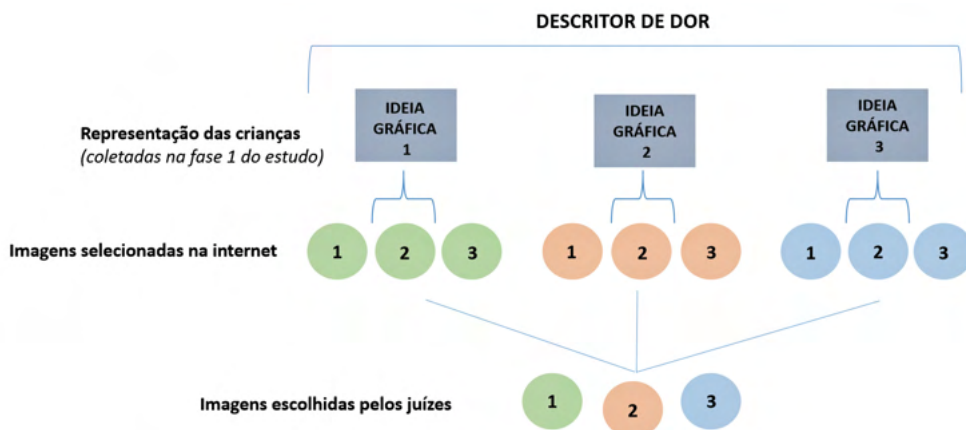 DESCRITOR DE DOR
IDEIA
GRÁFICA
1
IDEIA
GRÁFICA
2
IDEIA
GRÁFICA
3
Representação das crianças
(coletadas na fase 1 do estudo)
Imagens selecionadas na internet
1 2 3 1 2 3 1 2 3
Imagens escolhidas pelos juízes
1 2 3